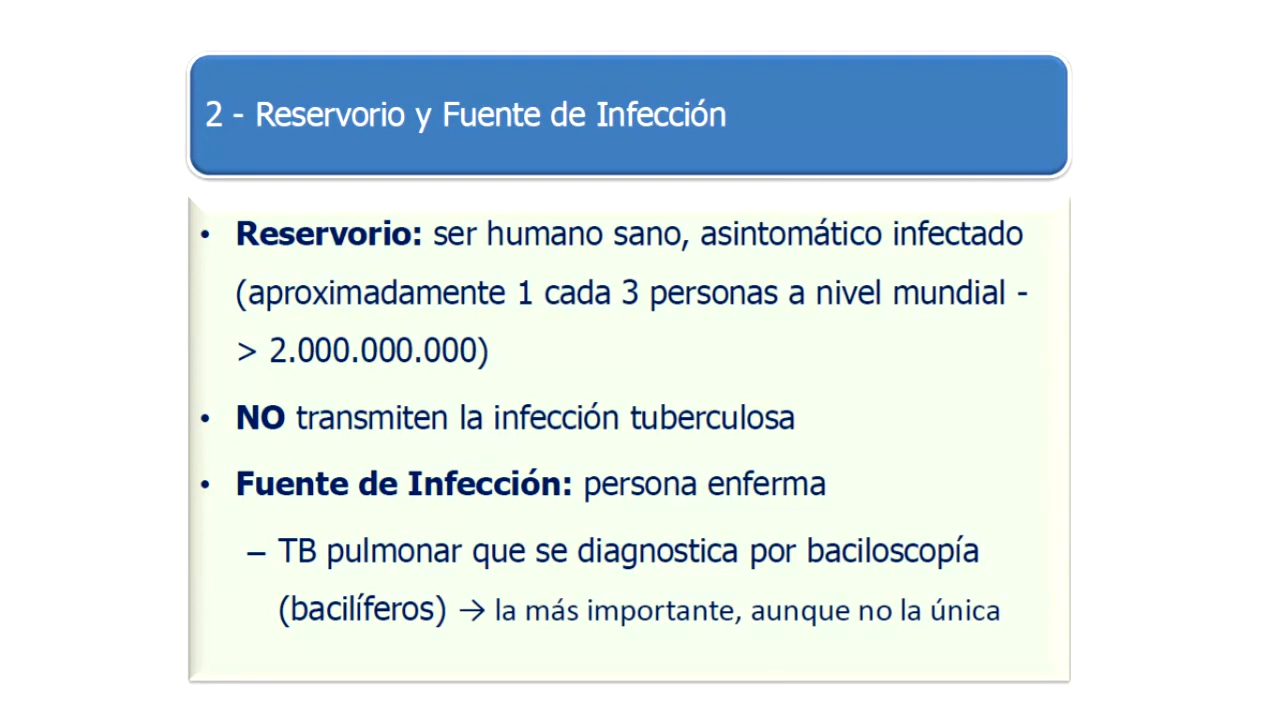 2 - Reservorio y Fuente de Infección
• Reservorio: ser humano sano, asintomático infectado
(aproximadamente 1 cada 3 personas a nivel mundial -
> 2.000.000.000)
• NO transmiten la infección tuberculosa
• Fuente de Infección: persona enferma
– TB pulmonar que se diagnostica por baciloscopía
(bacilíferos) → la más importante, aunque no la única